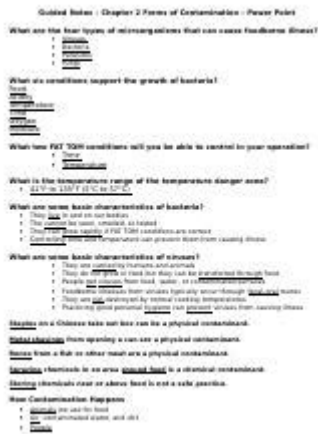 Guided Notes - Chapter 2 Forms of Contamination - Power Point
What are the four types of microorganisms that can cause foodborne illness?
Viruses
Bacteria
Parasites
Fungi
What six conditions support the growth of bacteria?
Food
Acidity
Temperature
Time
Oxygen
Moisture
What two FAT TOM conditions will you be able to control in your operation?
Time
Temperature
What is the temperature range of the temperature danger zone?
41°F to 135°F (5°C to 57°C)
What are some basic characteristics of bacteria?
They live in and on our bodies
The cannot be seen, smelled, or tasted
They can grow rapidly if FAT TOM conditions are correct
Controlling time and temperature can prevent them from causing illness
What are some basic characteristics of viruses?
They are carried by humans and animals
They do not grow in food but they can be transferred through food
People get viruses from food, water, or contaminated surfaces
Foodborne illnesses from viruses typically occur through fecal-oral routes
They are not destroyed by normal cooking temperatures
Practicing good personal hygiene can prevent viruses from causing illness
Staples on a Chinese take out box can be a physical contaminant.
Metal shavings from opening a can are a physical contaminant.
Bones from a fish or other meat are a physical contaminant.
Spraying chemicals in an area around food is a chemical contaminant.
Storing chemicals near or above food is not a safe practice.
How Contamination Happens
Animals we use for food
Air, contaminated water, and dirt
People